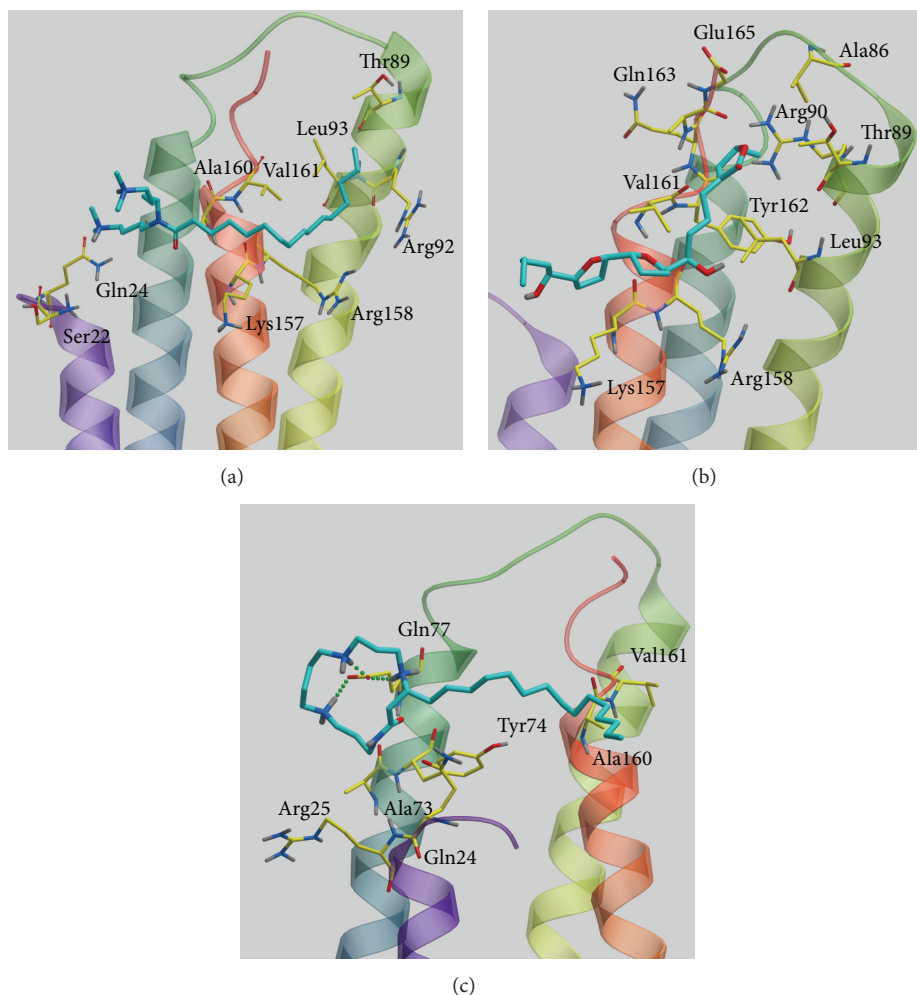 Thr89
Leu93
Ala160
Val161
Arg92
Gln24
Lys157
Arg158
Ser22
(a)
Glu165
Ala86
Gln163
Arg90
Thr89
Val161
Tyr162
Leu93
Lys157
Arg158
(b)
Gln77
Val161
Tyr74
Ala160
Arg25
Ala73
Gln24
(c)